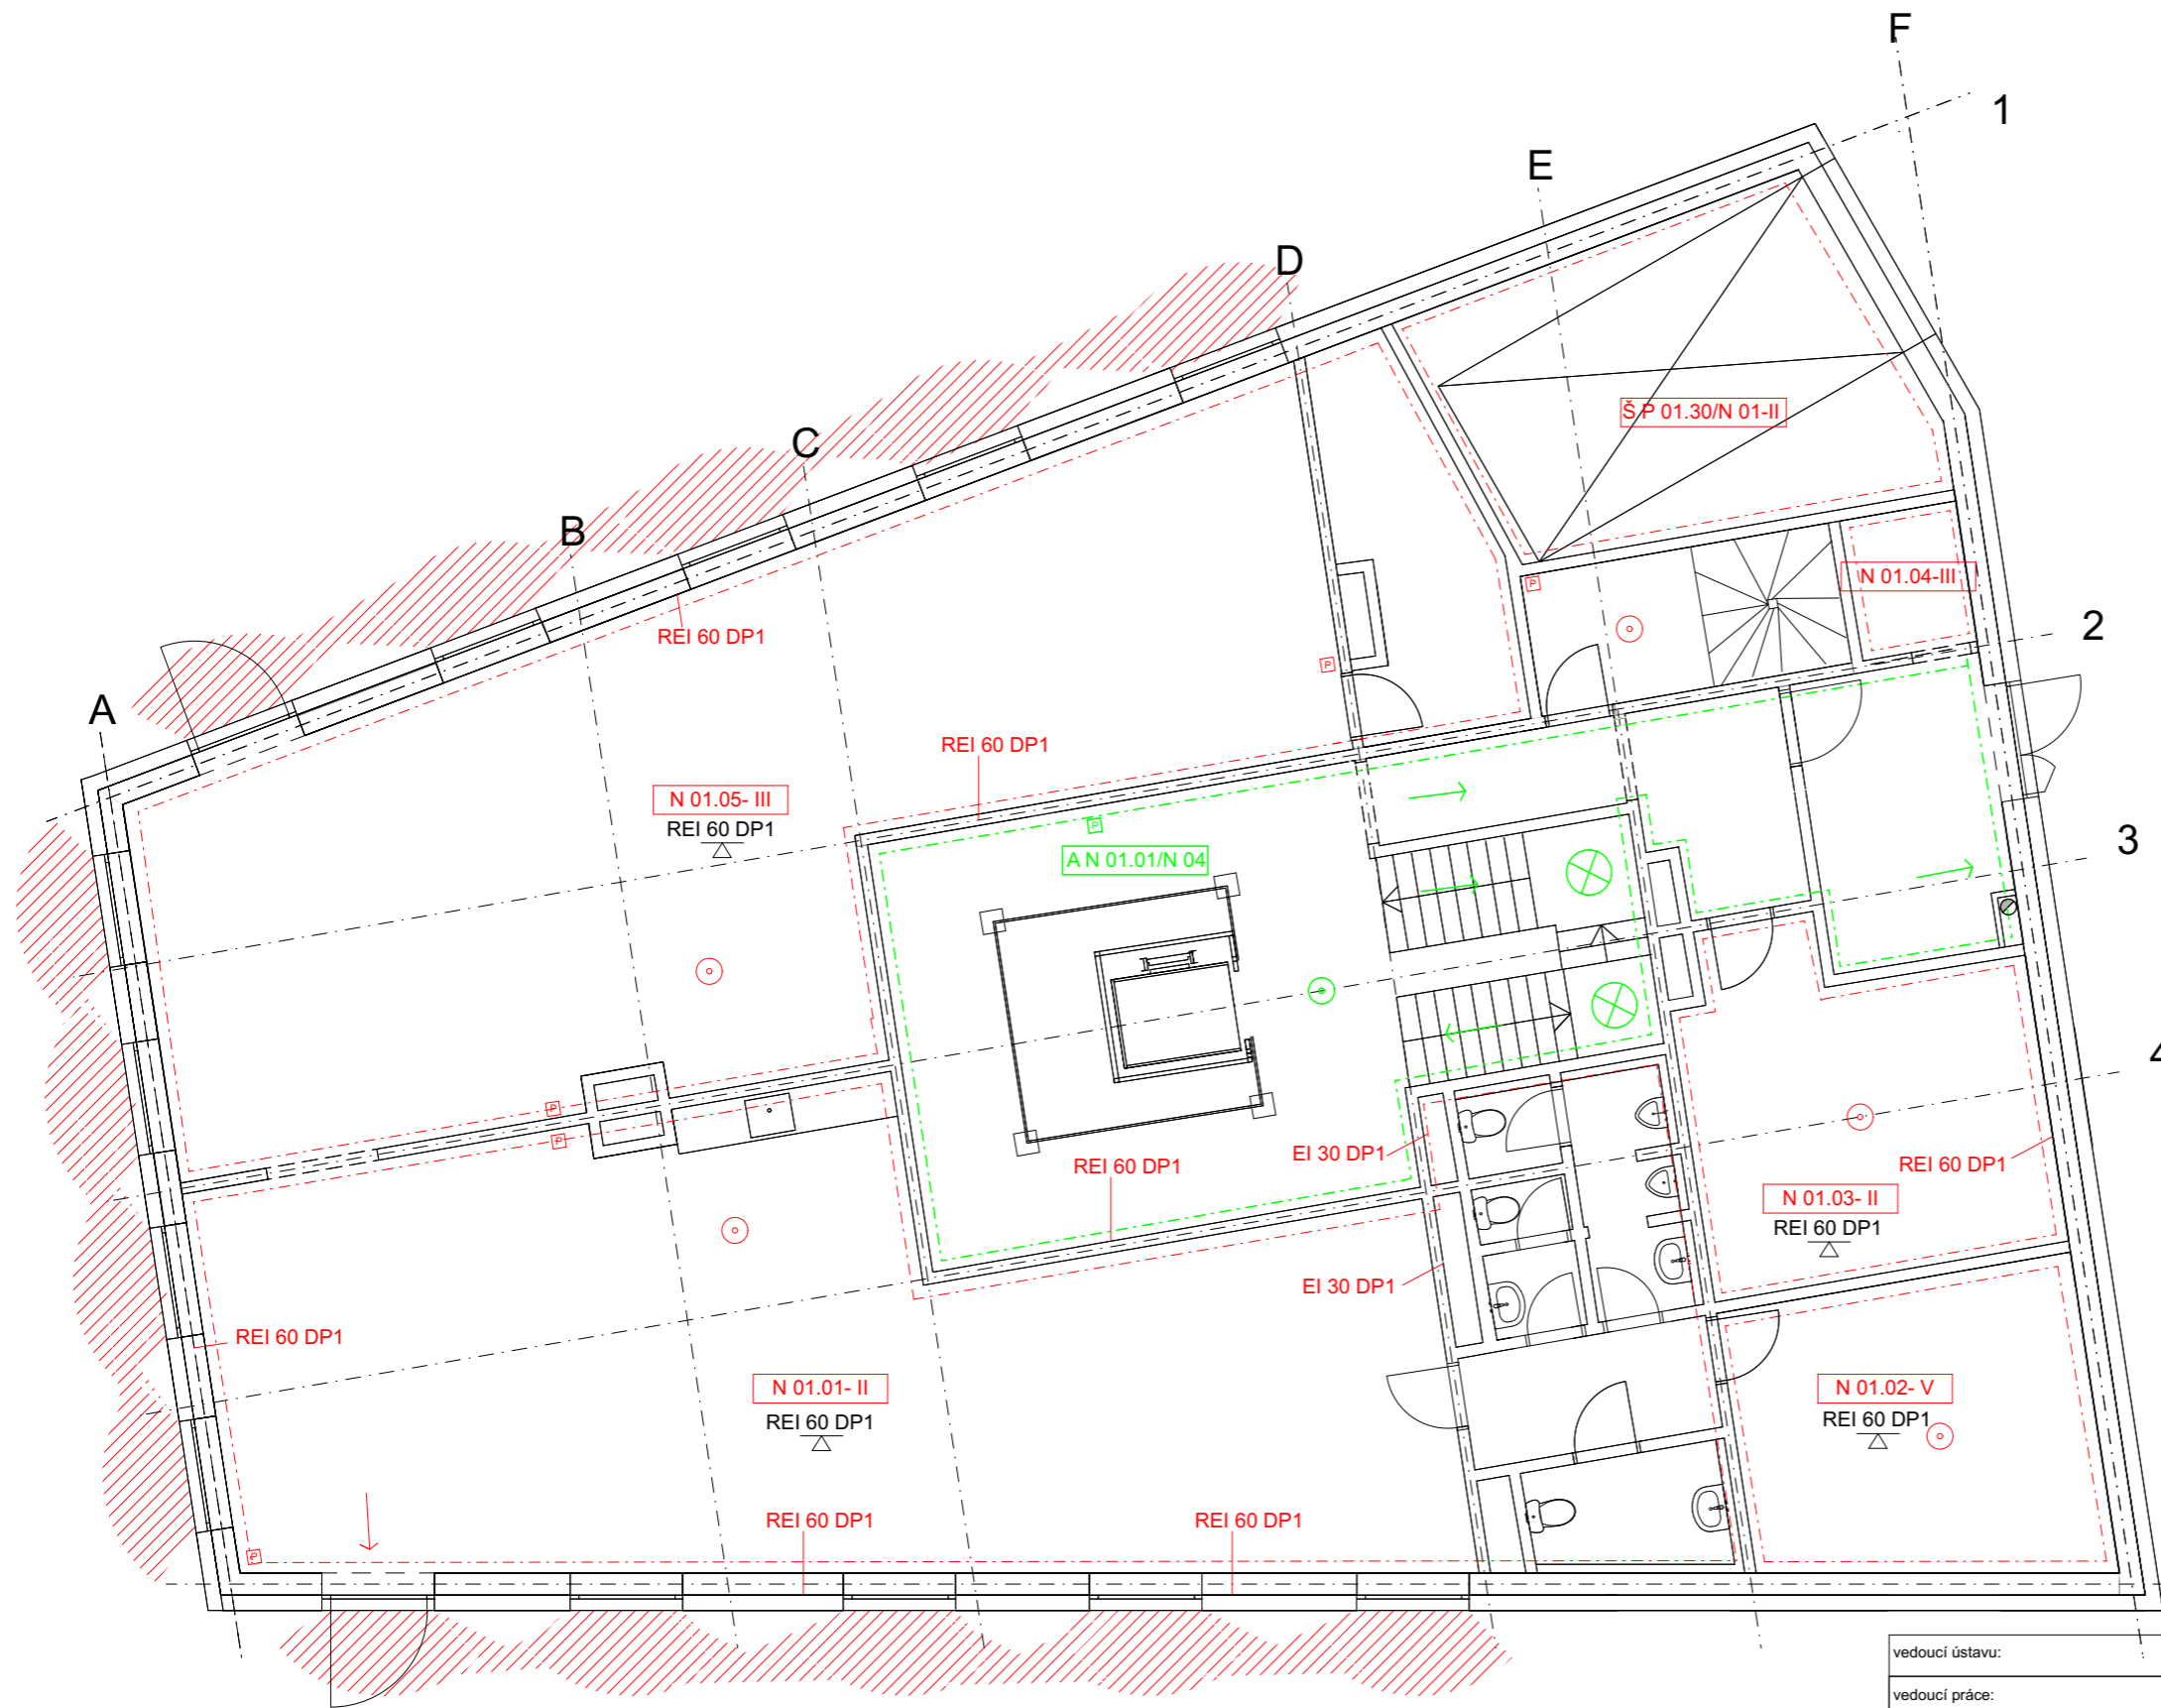 F
1
E
D
Š P 01.30/N 01-II
C
B
N 01.04-III
P
2
REI 60 DP1
P
A
REI 60 DP1
N 01.05- III
REI 60 DP1
P
3
A N 01.01/N 04
4
P
P
EI 30 DP1
REI 60 DP1
REI 60 DP1
N 01.03- II
REI 60 DP1
EI 30 DP1
REI 60 DP1
N 01.01- II
REI 60 DP1
N 01.02- V
REI 60 DP1
REI 60 DP1
REI 60 DP1
P
vedoucí ústavu:
vedoucí práce: